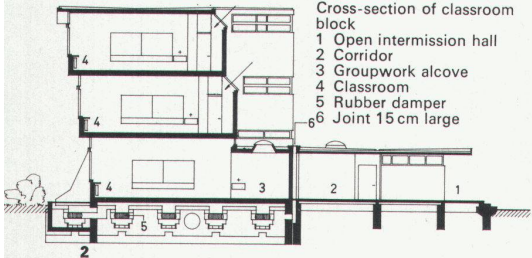 Cross-section of classroom
block
1 Open intermission hall
2 Corridor
3 Groupwork alcove
4 Classroom
5 Rubber damper
6 Joint 15 cm large
4
4
6
4
3
2
1
5
2